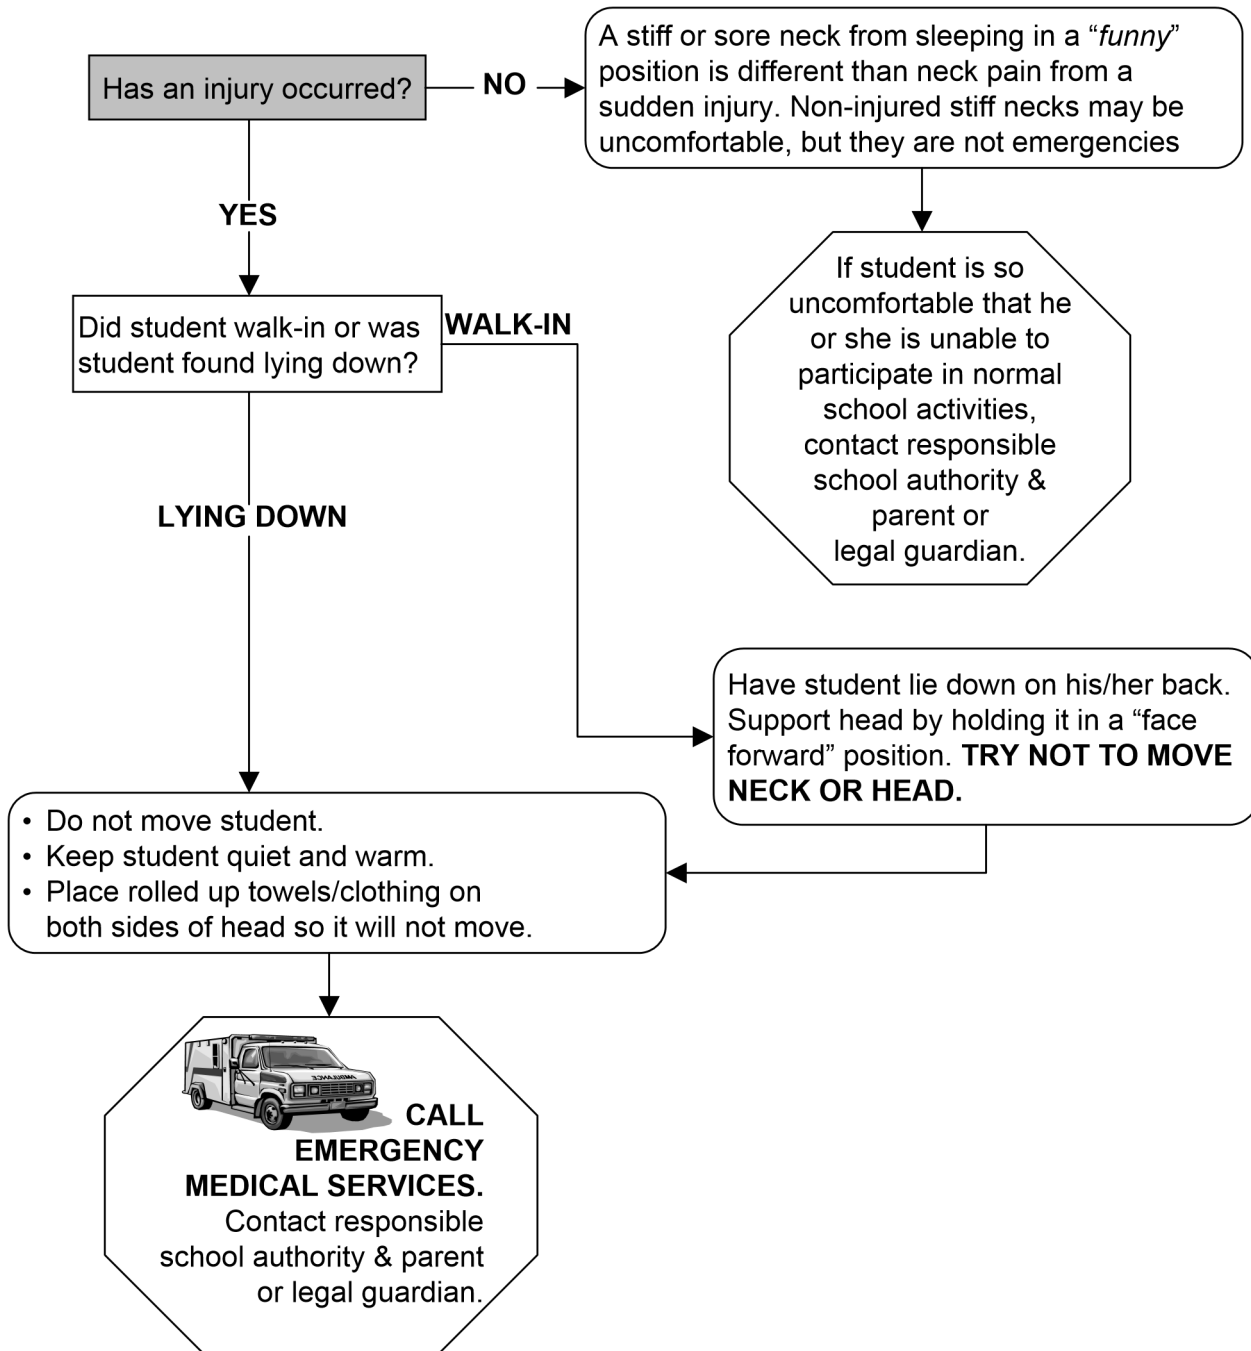 Has an injury occurred?
NO
A stiff or sore neck from sleeping in a “funny”
position is different than neck pain from a
sudden injury. Non-injured stiff necks may be
uncomfortable, but they are not emergencies
YES
If student is so
uncomfortable that he
or she is unable to
participate in normal
school activities,
contact responsible
school authority &
parent or
legal guardian.
Did student walk-in or was
student found lying down?
WALK-IN
LYING DOWN
Have student lie down on his/her back.
Support head by holding it in a “face
forward” position. TRY NOT TO MOVE
NECK OR HEAD.
• Do not move student.
• Keep student quiet and warm.
• Place rolled up towels/clothing on
both sides of head so it will not move.
AMBULANCE
CALL
EMERGENCY
MEDICAL SERVICES.
Contact responsible
school authority & parent
or legal guardian.